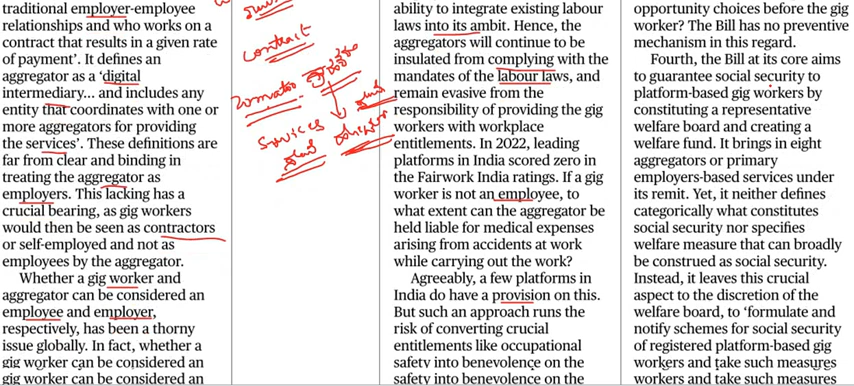 traditional employer-employee
relationships and who works on a
contract that results in a given rate
of payment’. It defines an
aggregator as a ‘digital
intermediary... and includes any
entity that coordinates with one or
more aggregators for providing
the services’. These definitions are
far from clear and binding in
treating the aggregator as
employers. This lacking has a
crucial bearing, as gig workers
would then be seen as contractors
or self-employed and not as
employees by the aggregator.
Whether a gig worker and
aggregator can be considered an
employee and employer,
respectively, has been a thorny
issue globally. In fact, whether a
gig worker can be considered an
gig worker can be considered an
contract
zomato
services
ability to integrate existing labour
laws into its ambit. Hence, the
aggregators will continue to be
insulated from complying with the
mandates of the labour laws, and
remain evasive from the
responsibility of providing the gig
workers with workplace
entitlements. In 2022, leading
platforms in India scored zero in
the Fairwork India ratings. If a gig
worker is not an employee, to
what extent can the aggregator be
held liable for medical expenses
arising from accidents at work
while carrying out the work?
Agreeably, a few platforms in
India do have a provision on this.
But such an approach runs the
risk of converting crucial
entitlements like occupational
safety into benevolence on the
safety into benevolence on the
opportunity choices before the gig
worker? The Bill has no preventive
mechanism in this regard.
Fourth, the Bill at its core aims
to guarantee social security to
platform-based gig workers by
constituting a representative
welfare board and creating a
welfare fund. It brings in eight
aggregators or primary
employers-based services under
its remit. Yet, it neither defines
categorically what constitutes
social security nor specifies
welfare measure that can broadly
be construed as social security.
Instead, it leaves this crucial
aspect to the discretion of the
welfare board, to ‘formulate and
notify schemes for social security
of registered platform-based gig
workers and take such measures
workers and take such measures